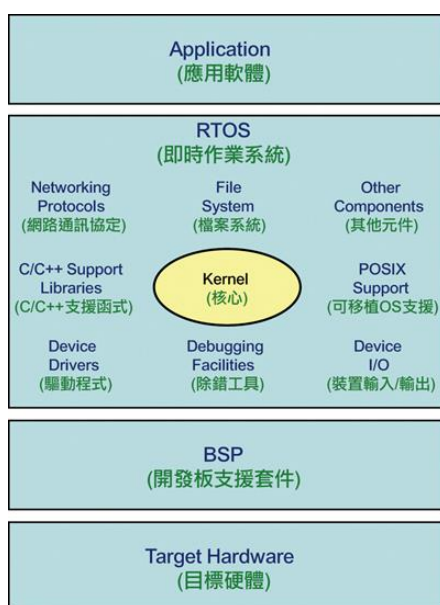 Application
(應用軟體)
RTOS
(即時作業系統)
Networking
Protocols
(網路通訊協定)
File
System
(檔案系統)
Other
Components
(其他元件)
C/C++ Support
Libraries
(C/C++支援函式)
Kernel
(核心)
POSIX
Support
(可移植OS支援)
Device
Drivers
(驅動程式)
Debugging
Facilities
(除錯工具)
Device
I/O
(裝置輸入/輸出)
BSP
(開發板支援套件)
Target Hardware
(目標硬體)